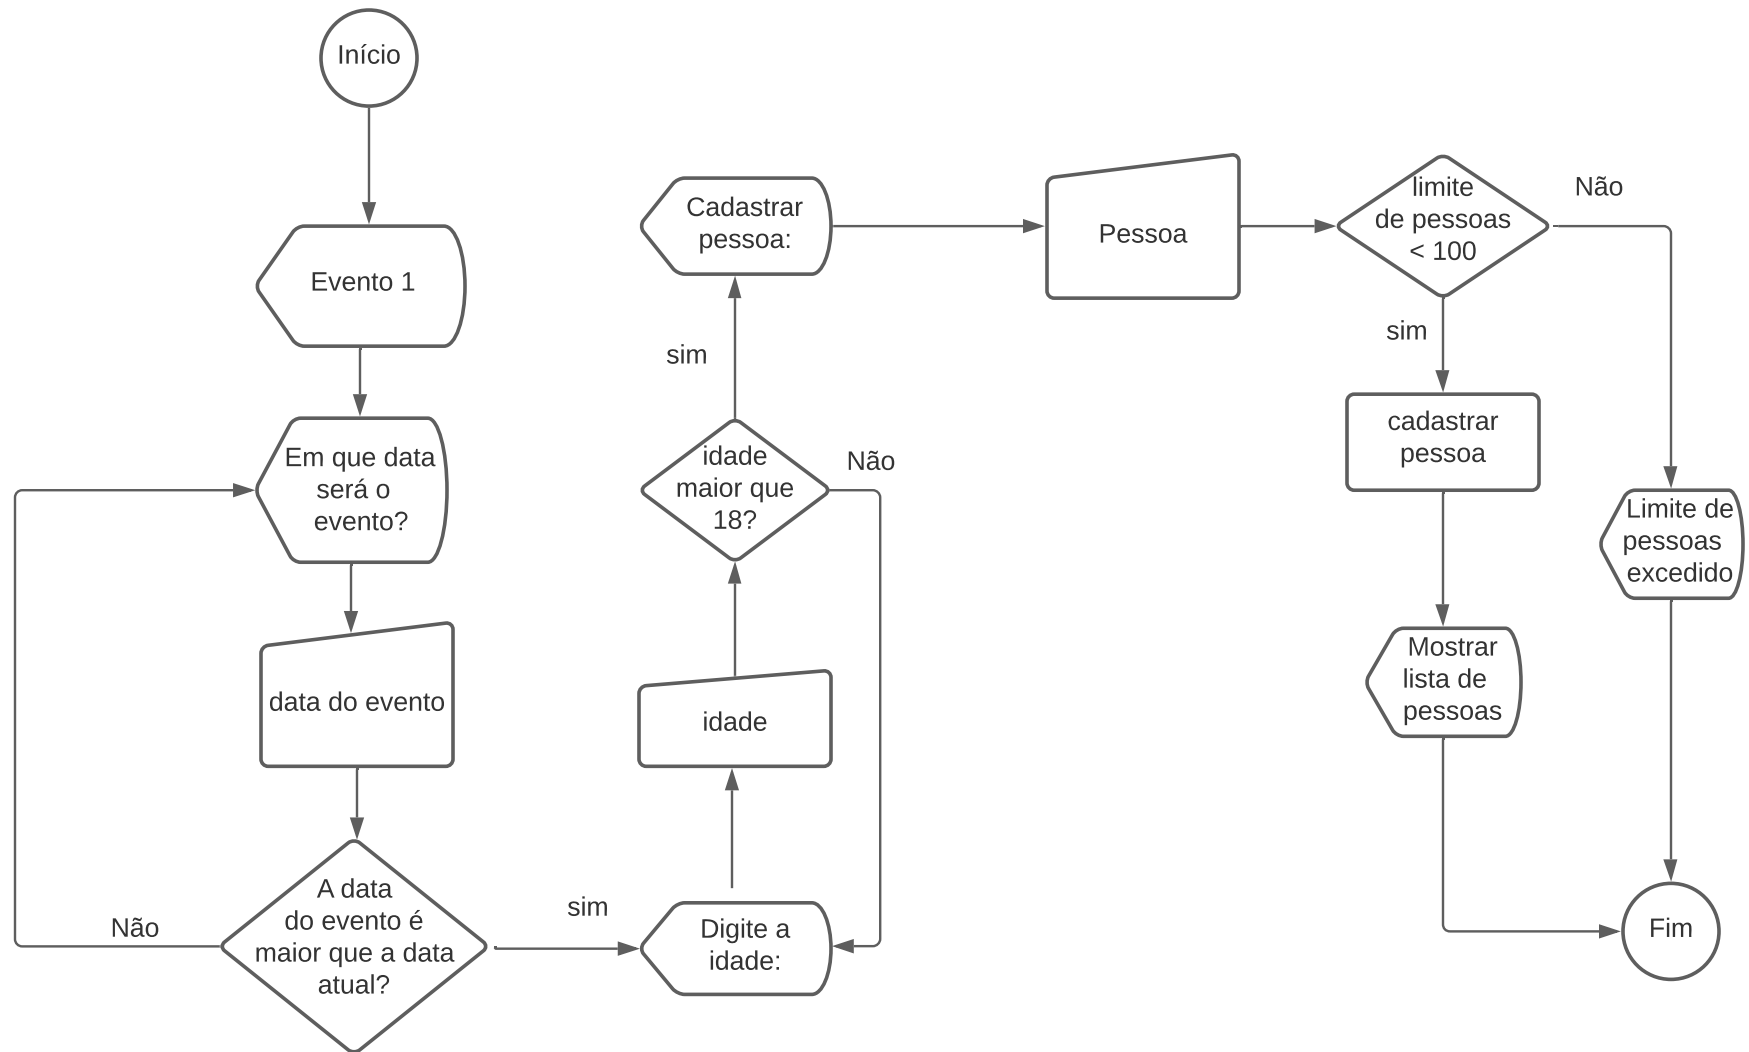 Início
Evento 1
Em que data
será o
evento?
data do evento
A data
do evento é
maior que a data
atual?
Não
sim
Digite a
idade:
idade
idade
maior que
18?
Não
sim
Cadastrar
pessoa:
Pessoa
limite
de pessoas
< 100
Não
sim
cadastrar
pessoa
Mostrar
lista de
pessoas
Limite de
pessoas
excedido
Fim